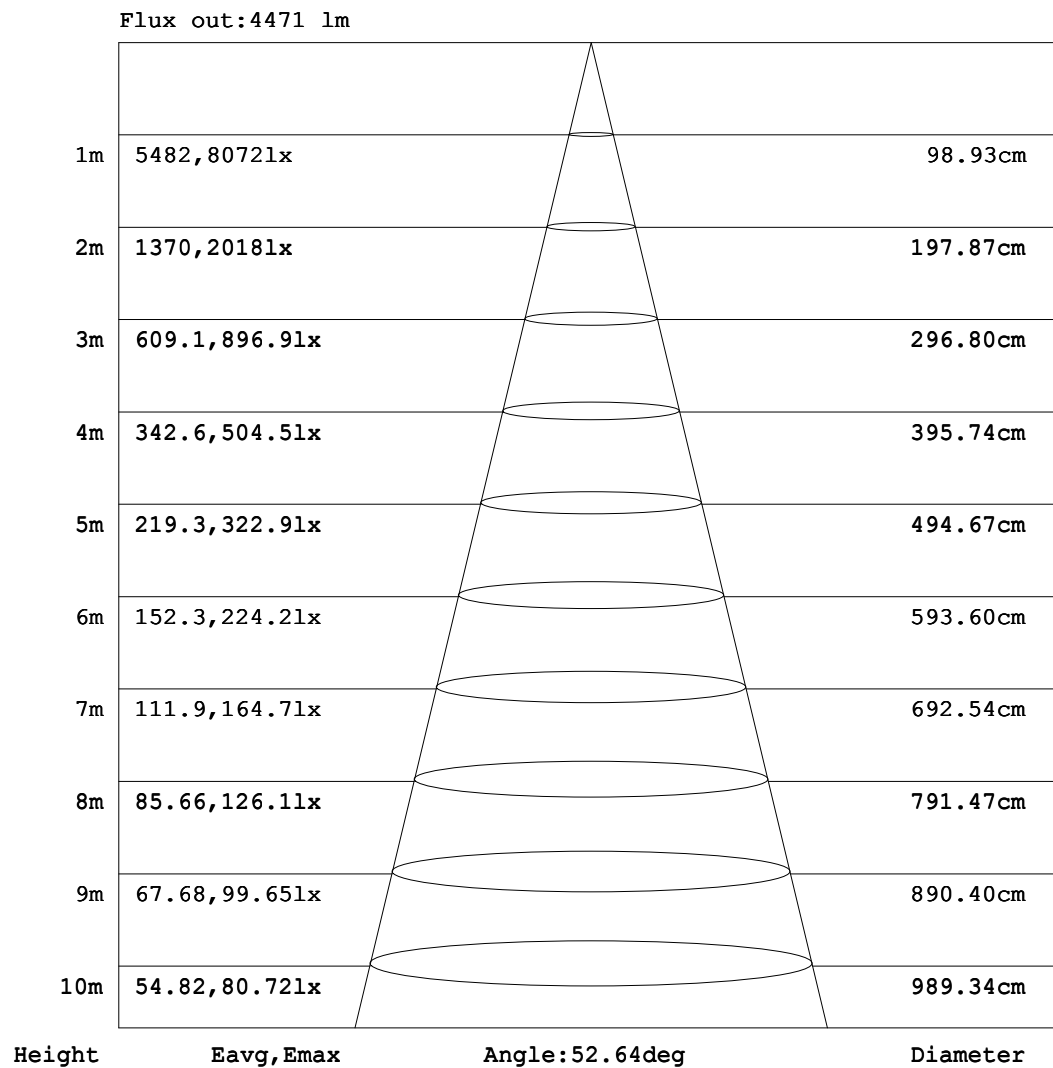 Flux out:4471 lm
1m 5482,8072lx 98.93cm
2m 1370,2018lx 197.87cm
3m 609.1,896.9lx 296.80cm
4m 342.6,504.5lx 395.74cm
5m 219.3,322.9lx 494.67cm
6m 152.3,224.2lx 593.60cm
7m 111.9,164.7lx 692.54cm
8m 85.66,126.1lx 791.47cm
9m 67.68,99.65lx 890.40cm
10m 54.82,80.72lx 989.34cm
Height Eavg,Emax Angle:52.64deg Diameter